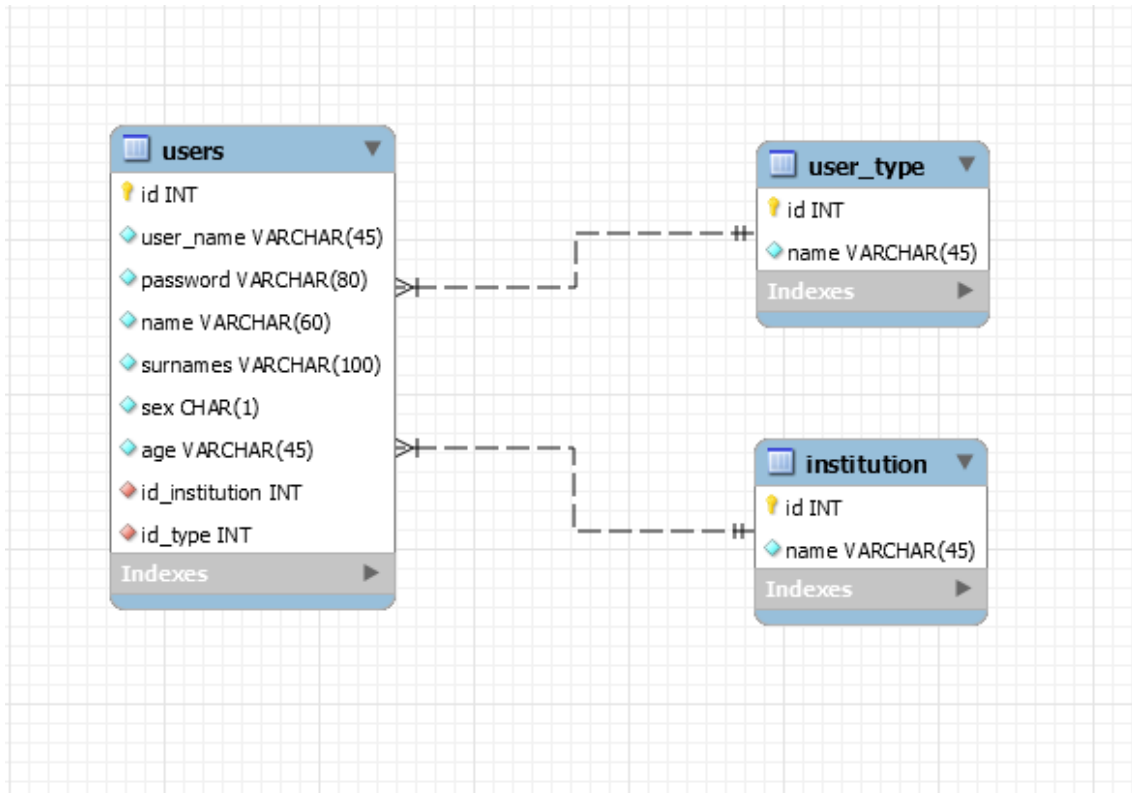 users
id INT
user_name VARCHAR(45)
password VARCHAR(80)
name VARCHAR(60)
surnames VARCHAR(100)
sex CHAR(1)
age VARCHAR(45)
id_institution INT
id_type INT
Indexes
user_type
id INT
name VARCHAR(45)
Indexes
institution
id INT
name VARCHAR(45)
Indexes